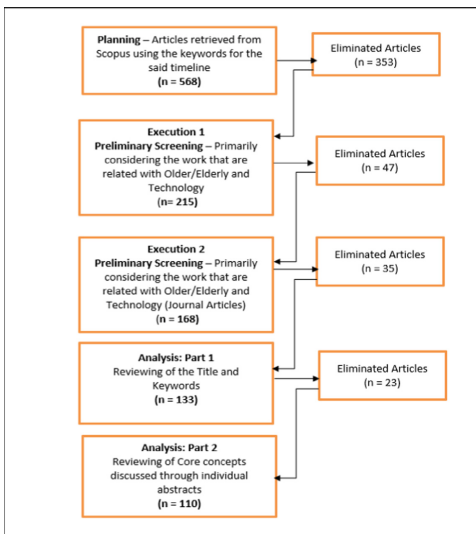 Planning – Articles retrieved from
Scopus using the keywords for the
said timeline
(n = 568)
Eliminated Articles
(n = 353)
Execution 1
Preliminary Screening – Primarily
considering the work that are
related with Older/Elderly and
Technology
(n= 215)
Eliminated Articles
(n = 47)
Execution 2
Preliminary Screening – Primarily
considering the work that are
related with Older/Elderly and
Technology (Journal Articles)
(n = 168)
Eliminated Articles
(n = 35)
Analysis: Part 1
Reviewing of the Title and
Keywords
(n = 133)
Eliminated Articles
(n = 23)
Analysis: Part 2
Reviewing of Core concepts
discussed through individual
abstracts
(n = 110)